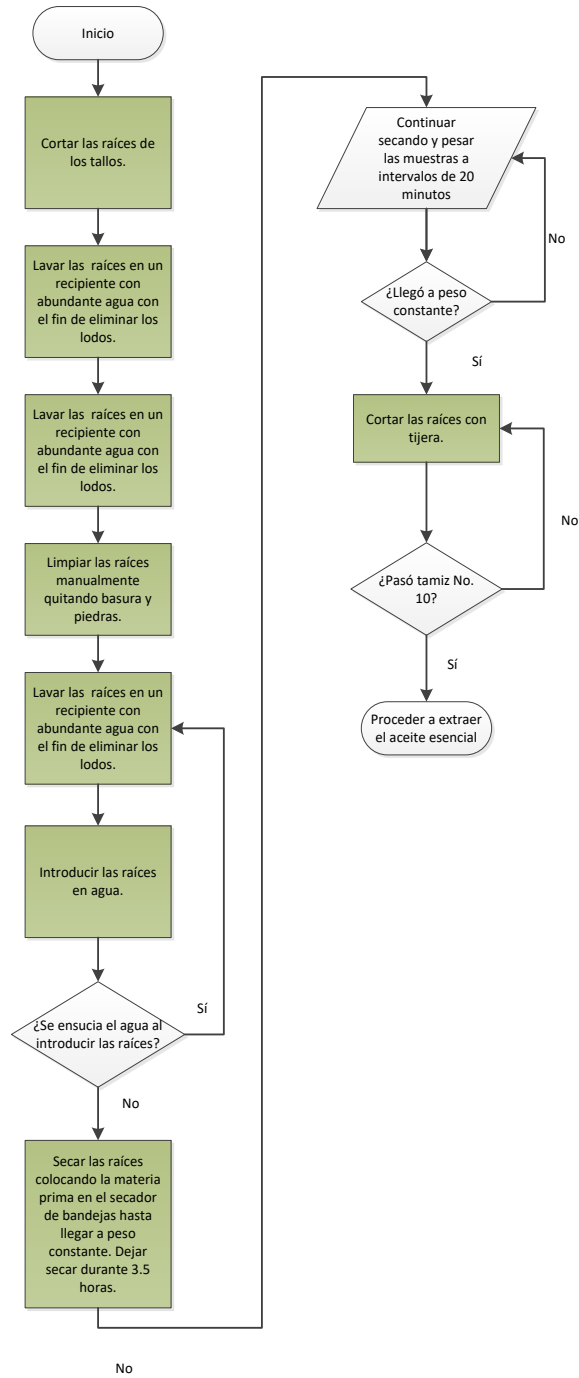 Inicio
Cortar las raíces de
los tallos.
Lavar las raíces en un
recipiente con
abundante agua con
el fin de eliminar los
lodos.
Lavar las raíces en un
recipiente con
abundante agua con
el fin de eliminar los
lodos.
Limpiar las raíces
manualmente
quitando basura y
piedras.
Lavar las raíces en un
recipiente con
abundante agua con
el fin de eliminar los
lodos.
Introducir las raíces
en agua.
¿Se ensucia el agua al
introducir las raíces?
Sí
No
Secar las raíces
colocando la materia
prima en el secador
de bandejas hasta
llegar a peso
constante. Dejar
secar durante 3.5
horas.
No
Continuar
secando y pesar
las muestras a
intervalos de 20
minutos
No
¿Llegó a peso
constante?
Sí
Cortar las raíces con
tijera.
No
¿Pasó tamiz No.
10?
Sí
Proceder a extraer
el aceite esencial